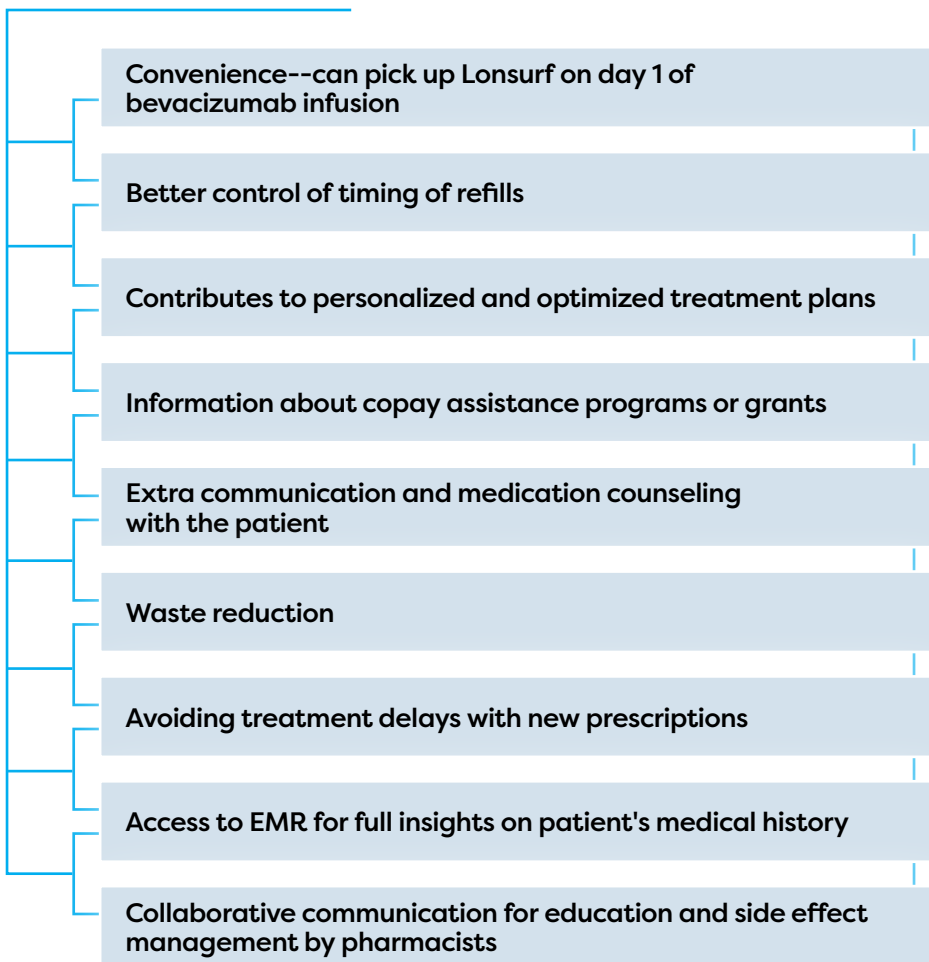 Convenience--can pick up Lonsurf on day 1 of
bevacizumab infusion
Better control of timing of refills
Contributes to personalized and optimized treatment plans
Information about copay assistance programs or grants
Extra communication and medication counseling
with the patient
Waste reduction
Avoiding treatment delays with new prescriptions
Access to EMR for full insights on patient's medical history
Collaborative communication for education and side effect
management by pharmacists